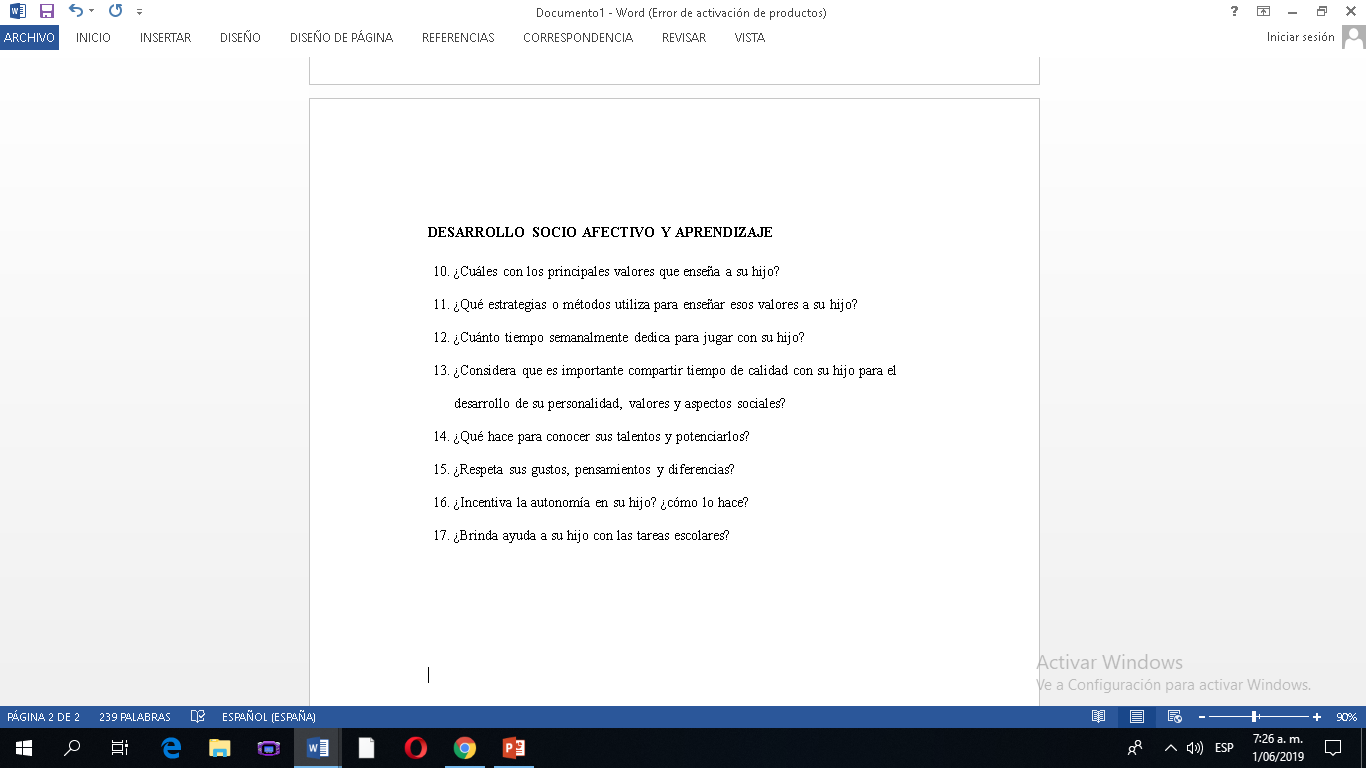 Documento1 - Word (Error de activación de productos)
ARCHIVO INICIO INSERTAR DISEÑO DISEÑO DE PÁGINA REFERENCIAS CORRESPONDENCIA REVISAR VISTA Iniciar sesión
DESARROLLO SOCIO AFECTIVO Y APRENDIZAJE
10. ¿Cuáles con los principales valores que enseña a su hijo?
11. ¿Qué estrategias o métodos utiliza para enseñar esos valores a su hijo?
12. ¿Cuánto tiempo semanalmente dedica para jugar con su hijo?
13. ¿Considera que es importante compartir tiempo de calidad con su hijo para el
desarrollo de su personalidad, valores y aspectos sociales?
14. ¿Qué hace para conocer sus talentos y potenciarlos?
15. ¿Respeta sus gustos, pensamientos y diferencias?
16. ¿Incentiva la autonomía en su hijo? ¿cómo lo hace?
17. ¿Brinda ayuda a su hijo con las tareas escolares?
Activar Windows
Ve a Configuración para activar Windows.
PÁGINA 2 DE 2 239 PALABRAS ESPAÑOL (ESPAÑA) 90%
ESP 7:26 a. m.
1/06/2019